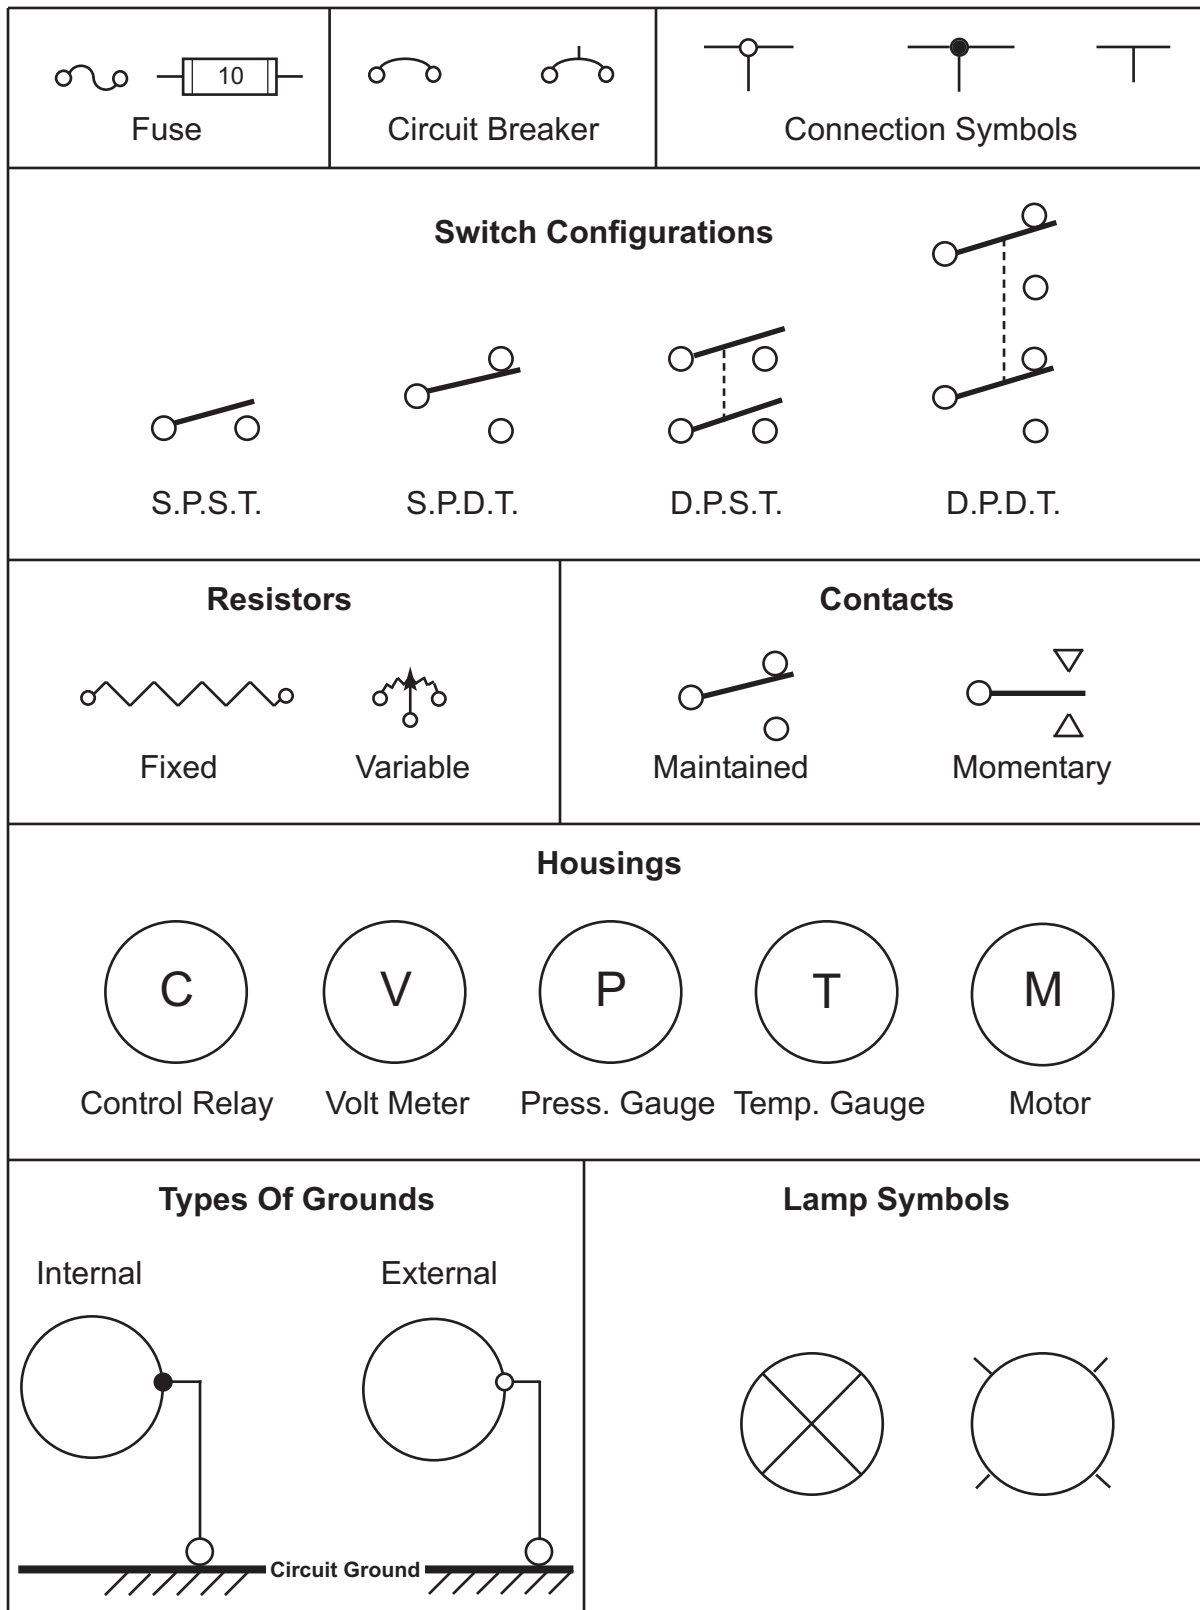 10
Fuse
Circuit Breaker
Connection Symbols
Switch Configurations
S.P.S.T.
S.P.D.T.
D.P.S.T.
D.P.D.T.
Resistors
Fixed
Variable
Contacts
Maintained
Momentary
Housings
C
V
P
T
M
Control Relay
Volt Meter
Press. Gauge
Temp. Gauge
Motor
Types Of Grounds
Internal
External
Circuit Ground
Lamp Symbols